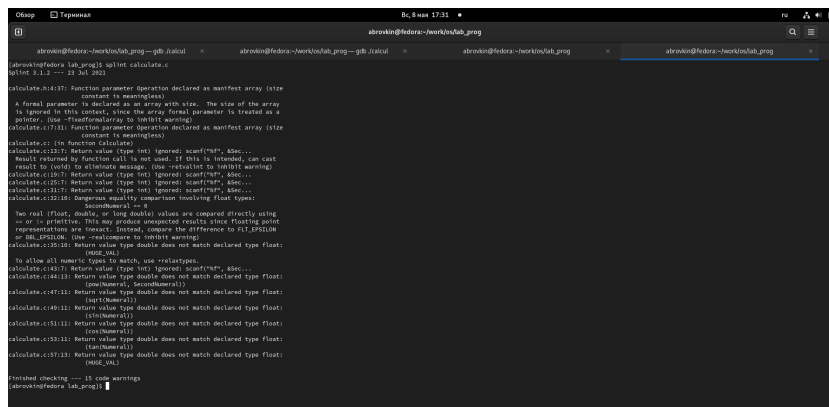 Обзор
Терминал
Вс, 8 мая 17:31
ru
abrovkin@fedora:~/work/os/lab_prog
abrovkin@fedora:~/work/os/lab_prog — gdb ./calcul
abrovkin@fedora:~/work/os/lab_prog — gdb ./calcul
abrovkin@fedora:~/work/os/lab_prog
abrovkin@fedora:~/work/os/lab_prog
[abrovkin@fedora lab_prog]$ splint calculate.c
Splint 3.1.2 --- 23 Jul 2021
calculate.h:4:37: Function parameter Operation declared as manifest array (size
constant is meaningless)
A formal parameter is declared as an array with size. The size of the array
is ignored in this context, since the array formal parameter is treated as a
pointer. (Use -fixedformalarray to inhibit warning)
calculate.c:7:31: Function parameter Operation declared as manifest array (size
constant is meaningless)
calculate.c: (in function Calculate)
calculate.c:13:7: Return value (type int) ignored: scanf("%f", &Sec...
Result returned by function call is not used. If this is intended, can cast
result to (void) to eliminate message. (Use -retvalint to inhibit warning)
calculate.c:19:7: Return value (type int) ignored: scanf("%f", &Sec...
calculate.c:25:7: Return value (type int) ignored: scanf("%f", &Sec...
calculate.c:31:7: Return value (type int) ignored: scanf("%f", &Sec...
calculate.c:32:10: Dangerous equality comparison involving float types:
SecondNumeral == 0
Two real (float, double, or long double) values are compared directly using
== or != primitive. This may produce unexpected results since floating point
representations are inexact. Instead, compare the difference to FLT_EPSILON
or DBL_EPSILON. (Use -realcompare to inhibit warning)
calculate.c:35:10: Return value type double does not match declared type float:
(HUGE_VAL)
To allow all numeric types to match, use +relaxtypes.
calculate.c:43:7: Return value (type int) ignored: scanf("%f", &Sec...
calculate.c:44:13: Return value type double does not match declared type float:
(pow(Numeral, SecondNumeral))
calculate.c:47:11: Return value type double does not match declared type float:
(sqrt(Numeral))
calculate.c:49:11: Return value type double does not match declared type float:
(sin(Numeral))
calculate.c:51:11: Return value type double does not match declared type float:
(cos(Numeral))
calculate.c:53:11: Return value type double does not match declared type float:
(tan(Numeral))
calculate.c:57:13: Return value type double does not match declared type float:
(HUGE_VAL)
Finished checking --- 15 code warnings
[abrovkin@fedora lab_prog]$